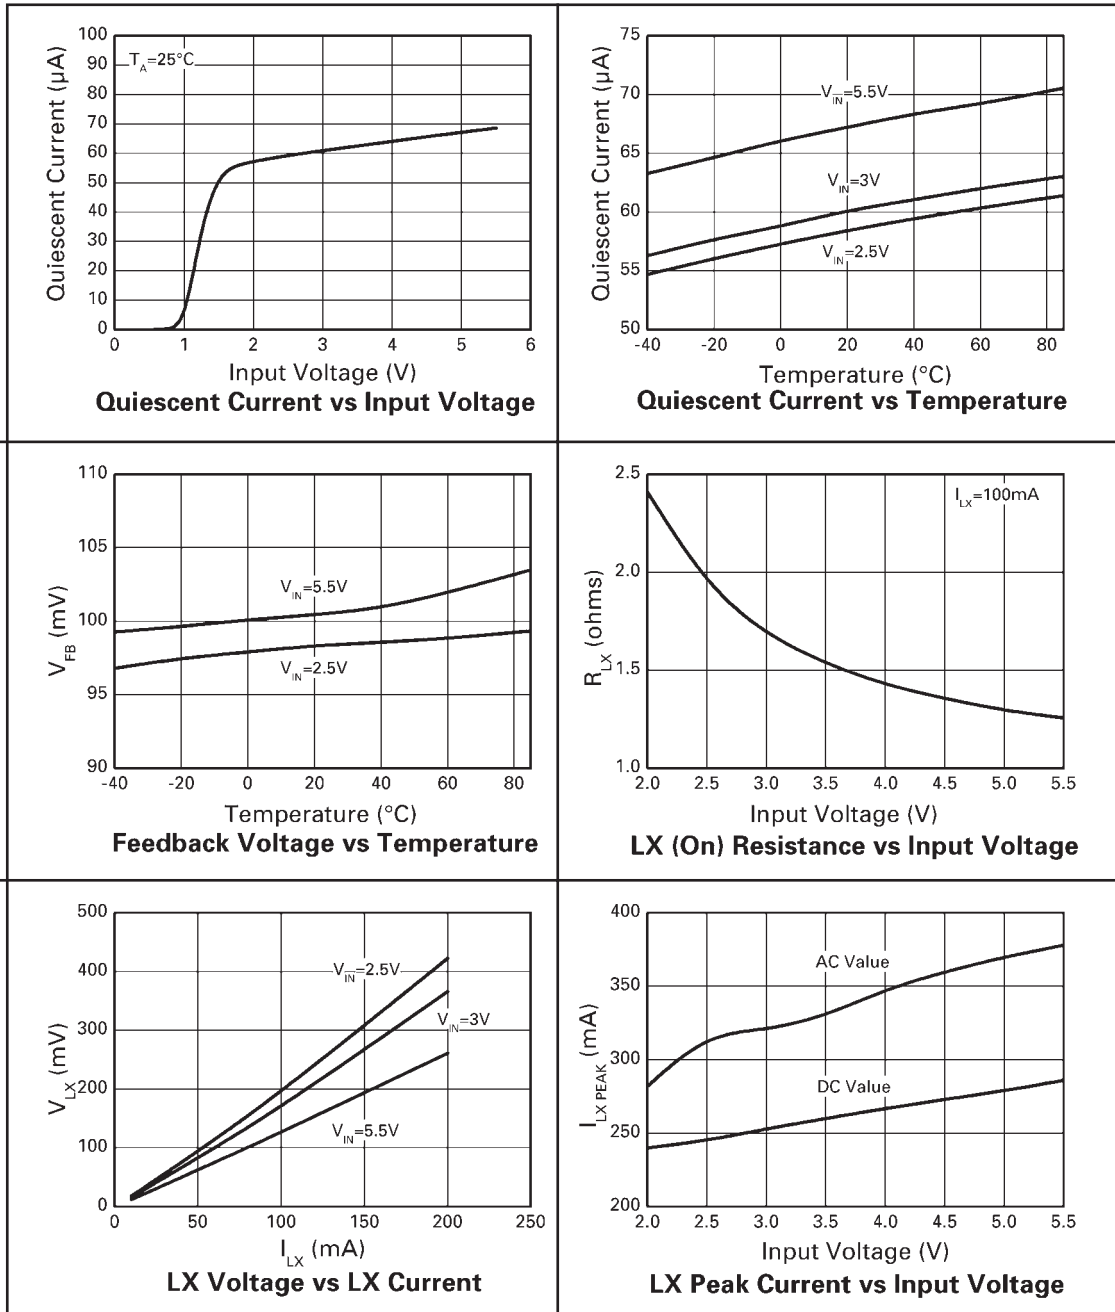 100
90
80
70
60
50
40
30
20
10
0
Quiescent Current (µA)
T_A=25°C
0 1 2 3 4 5 6
Input Voltage (V)
Quiescent Current vs Input Voltage
75
70
65
60
55
50
Quiescent Current (µA)
V_IN=5.5V
V_IN=3V
V_IN=2.5V
-40 -20 0 20 40 60 80
Temperature (°C)
Quiescent Current vs Temperature
110
105
100
95
90
V_FB (mV)
V_IN=5.5V
V_IN=2.5V
-40 -20 0 20 40 60 80
Temperature (°C)
Feedback Voltage vs Temperature
2.5
2.0
1.5
1.0
R_LX (ohms)
I_LX=100mA
2.0 2.5 3.0 3.5 4.0 4.5 5.0 5.5
Input Voltage (V)
LX (On) Resistance vs Input Voltage
500
400
300
200
100
0
V_LX (mV)
V_IN=2.5V
V_IN=3V
V_IN=5.5V
0 50 100 150 200 250
I_LX (mA)
LX Voltage vs LX Current
400
350
300
250
200
I_LX PEAK (mA)
AC Value
DC Value
2.0 2.5 3.0 3.5 4.0 4.5 5.0 5.5
Input Voltage (V)
LX Peak Current vs Input Voltage